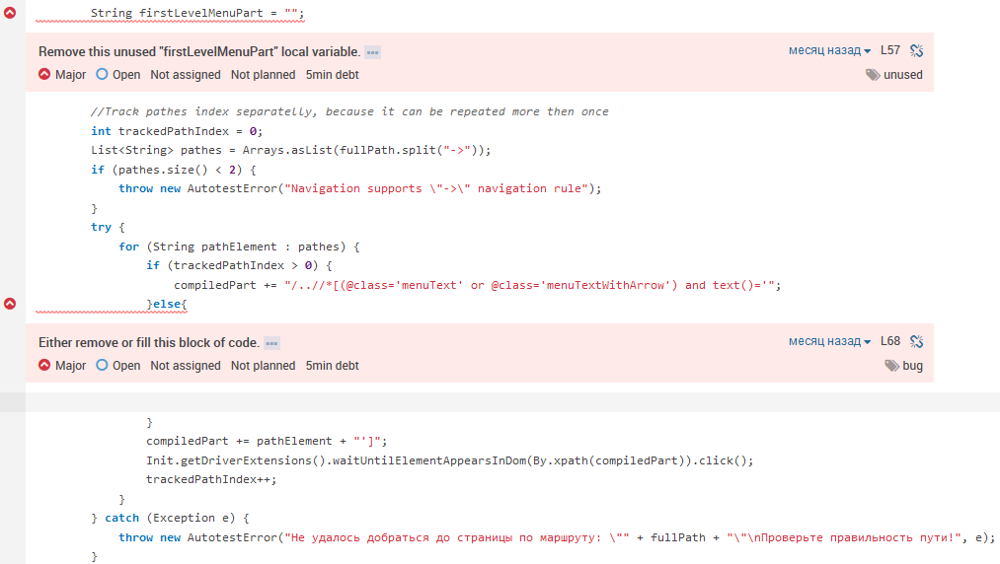 String firstLevelMenuPart = "";
Remove this unused "firstLevelMenuPart" local variable. ... месяц назад L57
Major Open Not assigned Not planned 5min debt unused
//Track pathes index separatelly, because it can be repeated more then once
int trackedPathIndex = 0;
List<String> pathes = Arrays.asList(fullPath.split("->"));
if (pathes.size() < 2) {
throw new AutotestError("Navigation supports \"->\" navigation rule");
}
try {
for (String pathElement : pathes) {
if (trackedPathIndex > 0) {
compiledPart += "/..//*[(@class='menuText' or @class='menuTextWithArrow') and text()='";
}else{
Either remove or fill this block of code. ... месяц назад L68
Major Open Not assigned Not planned 5min debt bug
}
compiledPart += pathElement + "']";
Init.getDriverExtensions().waitUntilElementAppearsInDom(By.xpath(compiledPart)).click();
trackedPathIndex++;
}
} catch (Exception e) {
throw new AutotestError("Не удалось добраться до страницы по маршруту: \"" + fullPath + "\"\nПроверьте правильность пути!", e);
}